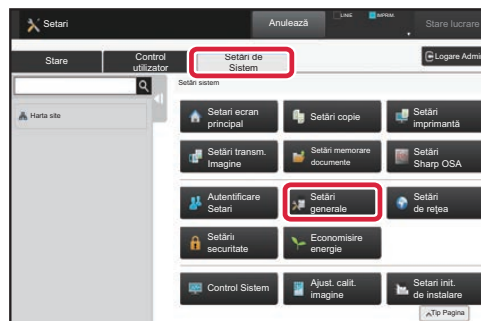 Setari
Anulează
LINIE
IMPRIM.
Stare lucrare
Stare
Control
utilizator
Setări de
Sistem
Logare Admi
Setări sistem
Harta site
Setari ecran
principal
Setări copie
Setări
imprimantă
Setări transm.
Imagine
Setări memorare
documente
Setări
Sharp OSA
Autentificare
Setari
Setări
generale
Setări
de rețea
Setării
securitate
Economisire
energie
Control Sistem
Ajust. calit.
imagine
Setari init.
de instalare
Tip Pagina